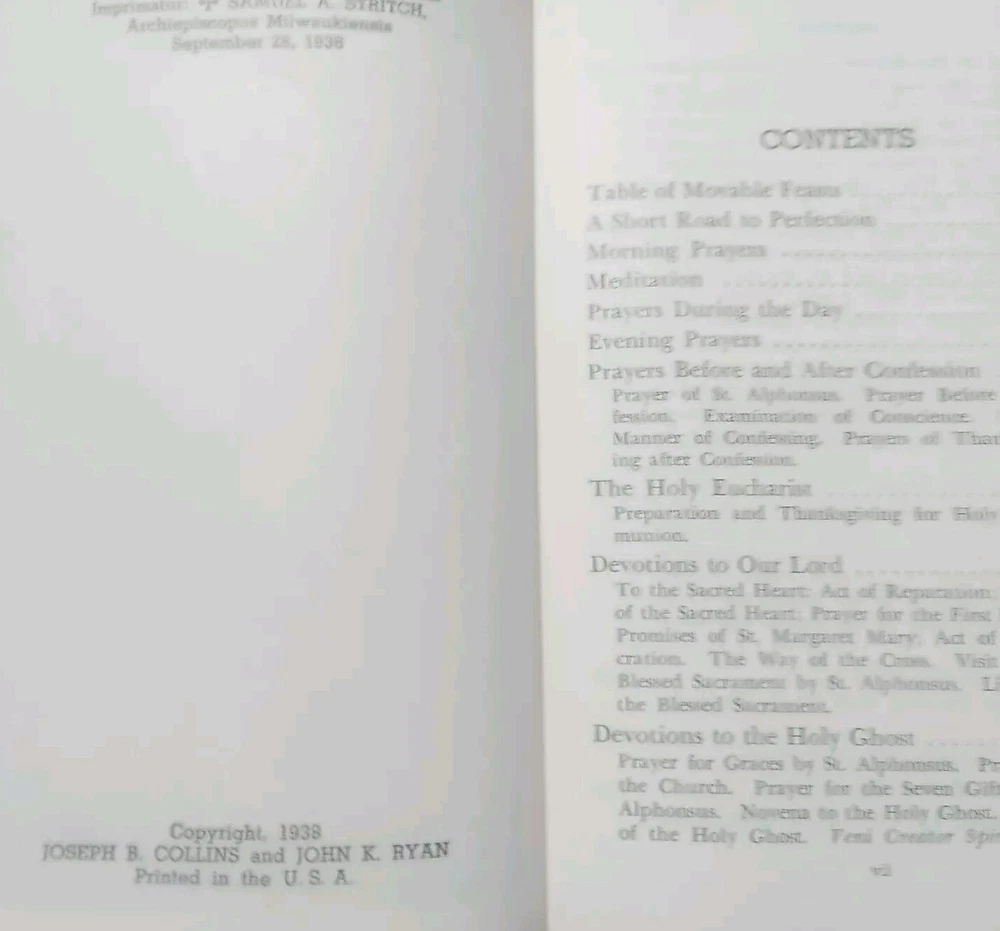 Imprimatur: ✠ SAMUEL A. STRITCH,
Archiepiscopus Milwaukiensis
September 28, 1938
Copyright, 1938
JOSEPH B. COLLINS and JOHN K. RYAN
Printed in the U. S. A.
CONTENTS
Table of Movable Feasts
A Short Road to Perfection
Morning Prayers
Meditation
Prayers During the Day
Evening Prayers
Prayers Before and After Confession
Prayer of St. Alphonsus. Prayer Before
fession. Examination of Conscience.
Manner of Confessing. Prayers of Than
ing after Confession.
The Holy Eucharist
Preparation and Thanksgiving for Holy
munion.
Devotions to Our Lord
To the Sacred Heart: Act of Reparation
of the Sacred Heart; Prayer for the First
Promises of St. Margaret Mary; Act of
cration. The Way of the Cross. Visit
Blessed Sacrament by St. Alphonsus. Li
the Blessed Sacrament.
Devotions to the Holy Ghost
Prayer for Graces by St. Alphonsus. Pr
the Church. Prayer for the Seven Gift
Alphonsus. Novena to the Holy Ghost.
of the Holy Ghost. Veni Creator Spi
vii